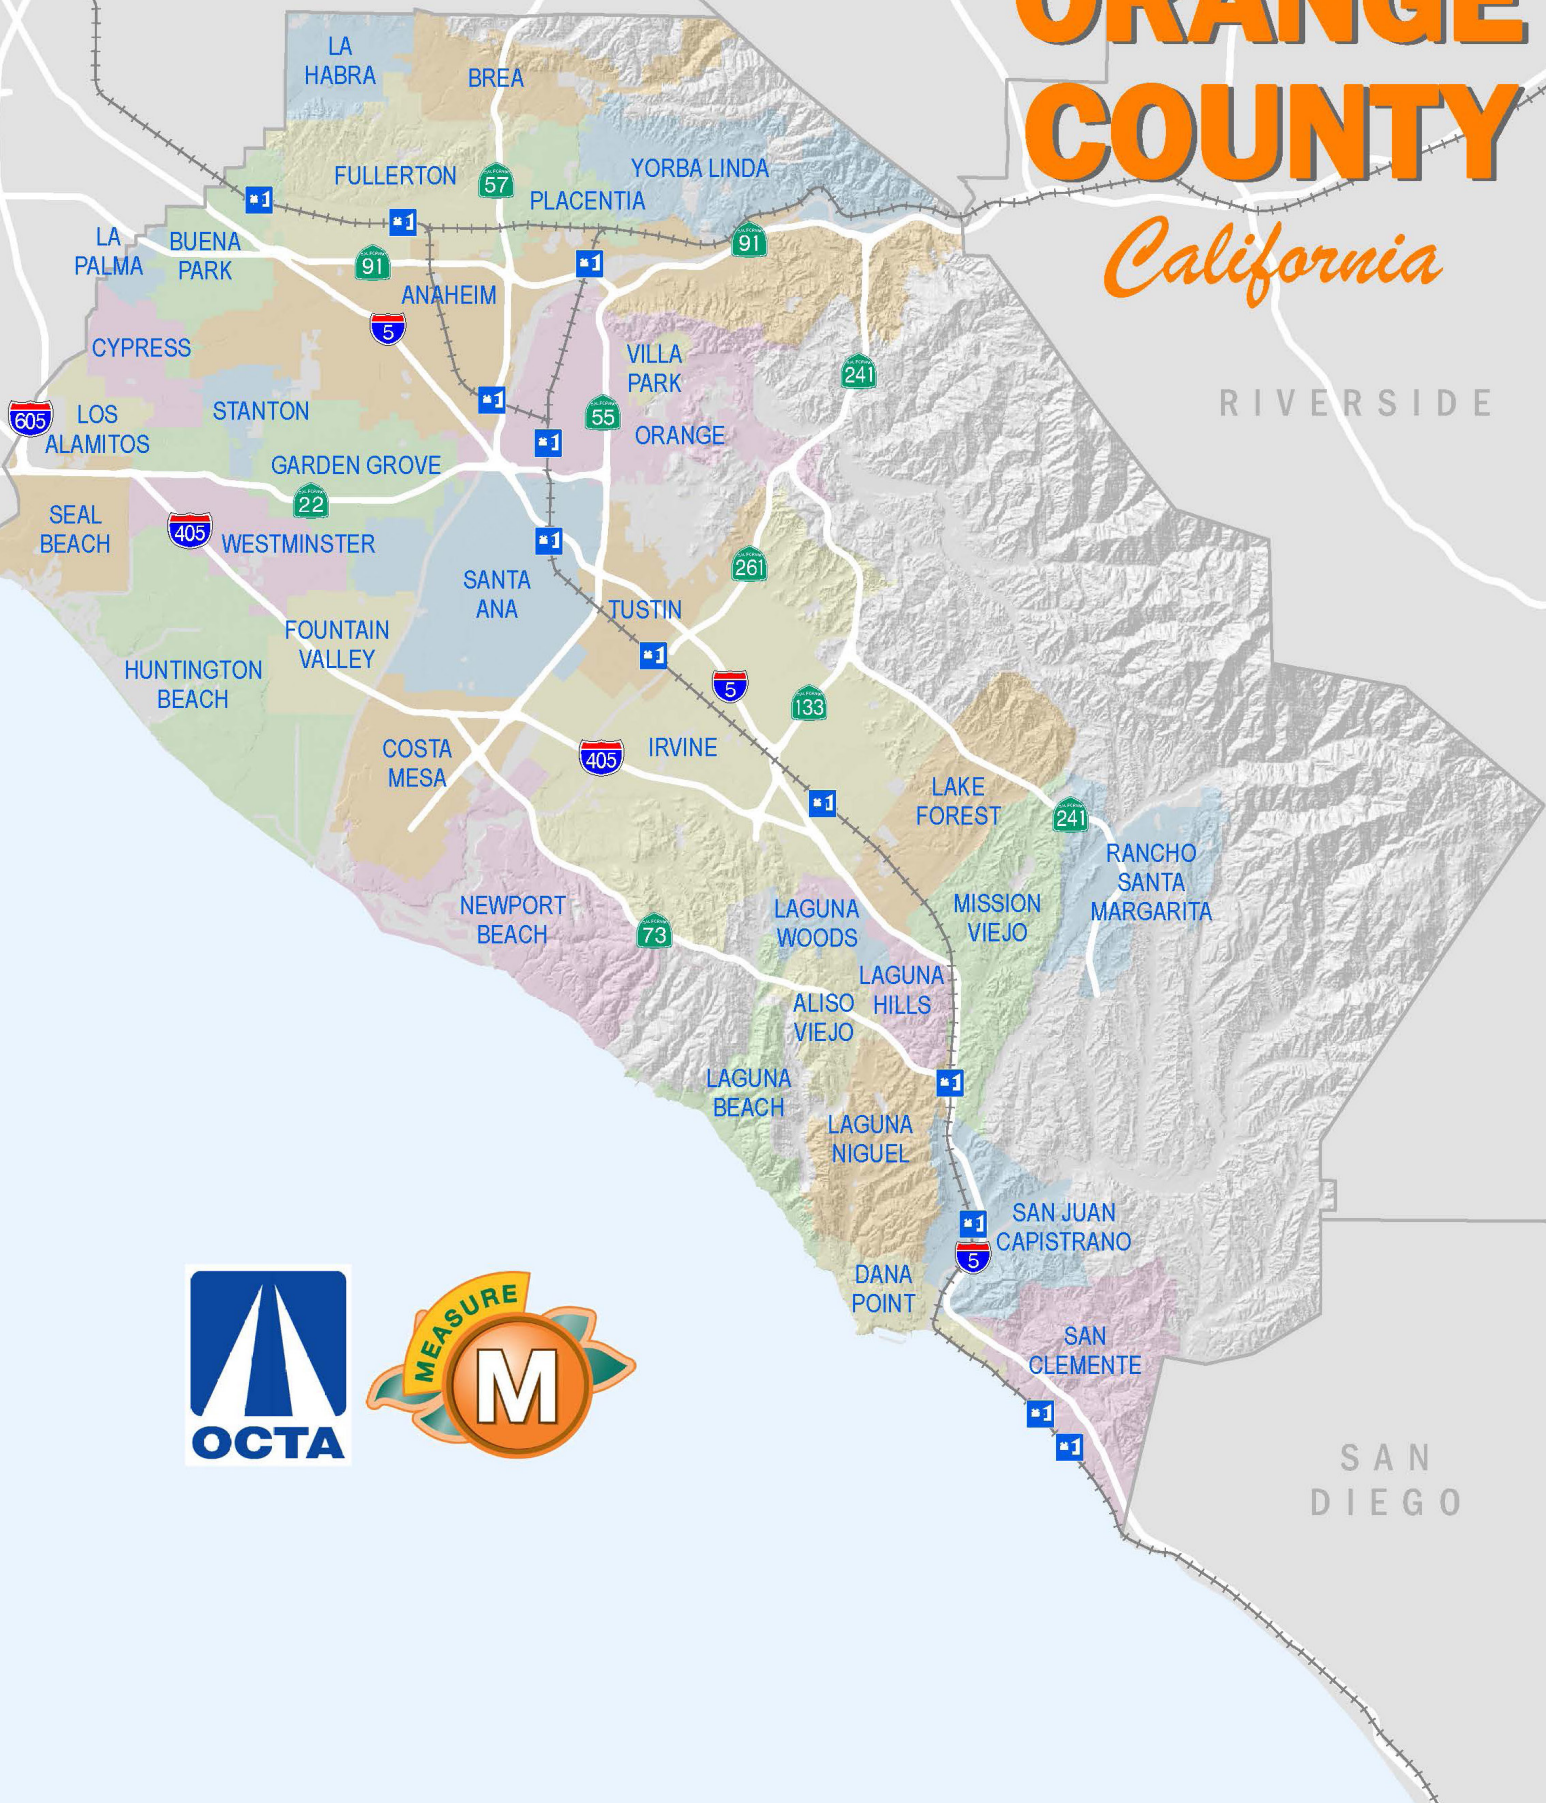 ORANGE
COUNTY
California
LA
HABRA
BREA
FULLERTON
57
YORBA LINDA
PLACENTIA
LA
PALMA
BUENA
PARK
91
91
ANAHEIM
5
CYPRESS
VILLA
PARK
241
RIVERSIDE
605
LOS
ALAMITOS
STANTON
55
ORANGE
GARDEN GROVE
22
SEAL
BEACH
405
WESTMINSTER
261
SANTA
ANA
TUSTIN
FOUNTAIN
VALLEY
HUNTINGTON
BEACH
5
133
COSTA
MESA
405
IRVINE
LAKE
FOREST
241
RANCHO
SANTA
MARGARITA
NEWPORT
BEACH
73
LAGUNA
WOODS
MISSION
VIEJO
LAGUNA
HILLS
ALISO
VIEJO
LAGUNA
BEACH
LAGUNA
NIGUEL
SAN JUAN
CAPISTRANO
5
DANA
POINT
SAN
CLEMENTE
MEASURE
M
OCTA
SAN
DIEGO